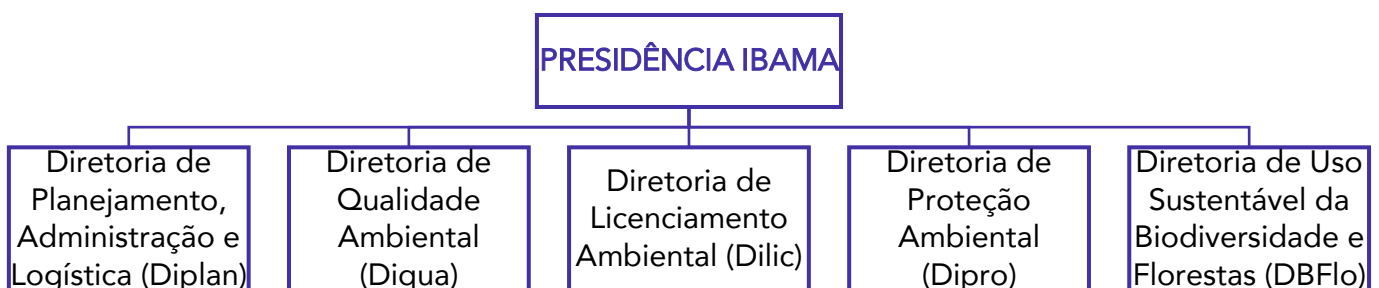 PRESIDÊNCIA IBAMA
Diretoria de
Planejamento,
Administração e
Logística (Diplan)
Diretoria de
Qualidade
Ambiental
(Diqua)
Diretoria de
Licenciamento
Ambiental (Dilic)
Diretoria de
Proteção
Ambiental
(Dipro)
Diretoria de Uso
Sustentável da
Biodiversidade e
Florestas (DBFlo)